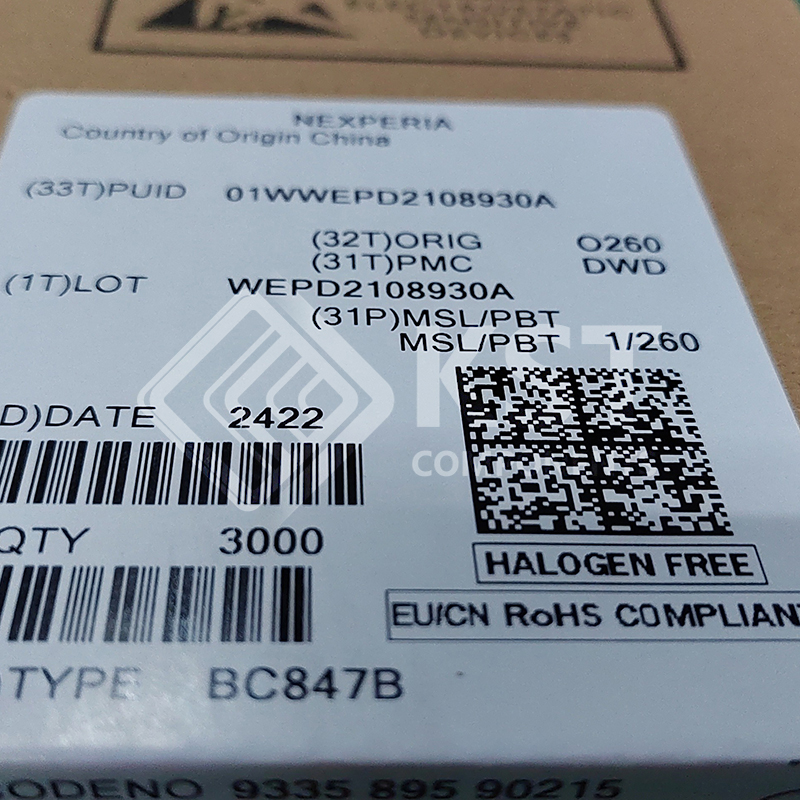 NEXPERIA
Country of Origin China
(33T)PUID 01WWEPD2108930A
(32T)ORIG O260
(31T)PMC DWD
(1T)LOT WEPD2108930A
(31P)MSL/PBT
MSL/PBT 1/260
D)DATE 2422
QTY 3000
HALOGEN FREE
EU/CN RoHS COMPLIAN
)TYPE BC847B
ODENO 9335 895 90215
KST